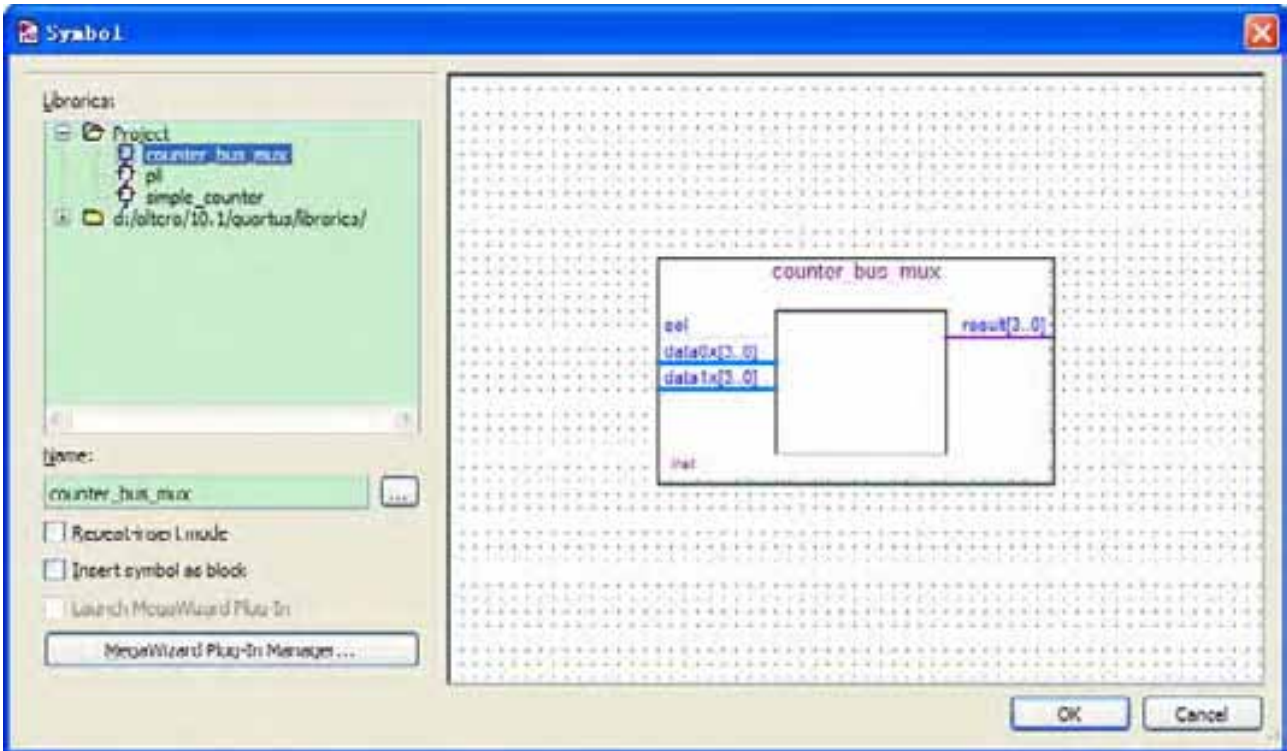 Symbol
Libraries:
Project
counter_bus_mux
pll
simple_counter
d:/altera/10.1/quartus/libraries/
Name:
counter_bus_mux
...
Repeat-insert mode
Insert symbol as block
Launch MegaWizard Plug-In
MegaWizard Plug-In Manager...
counter_bus_mux
sel
data0x[3..0]
data1x[3..0]
result[3..0]
inst
OK
Cancel